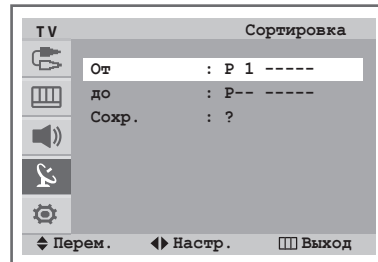 TV Сортировка
От : P 1 -----
до : P-- -----
Сохр. : ?
Перем. Настр. Выход